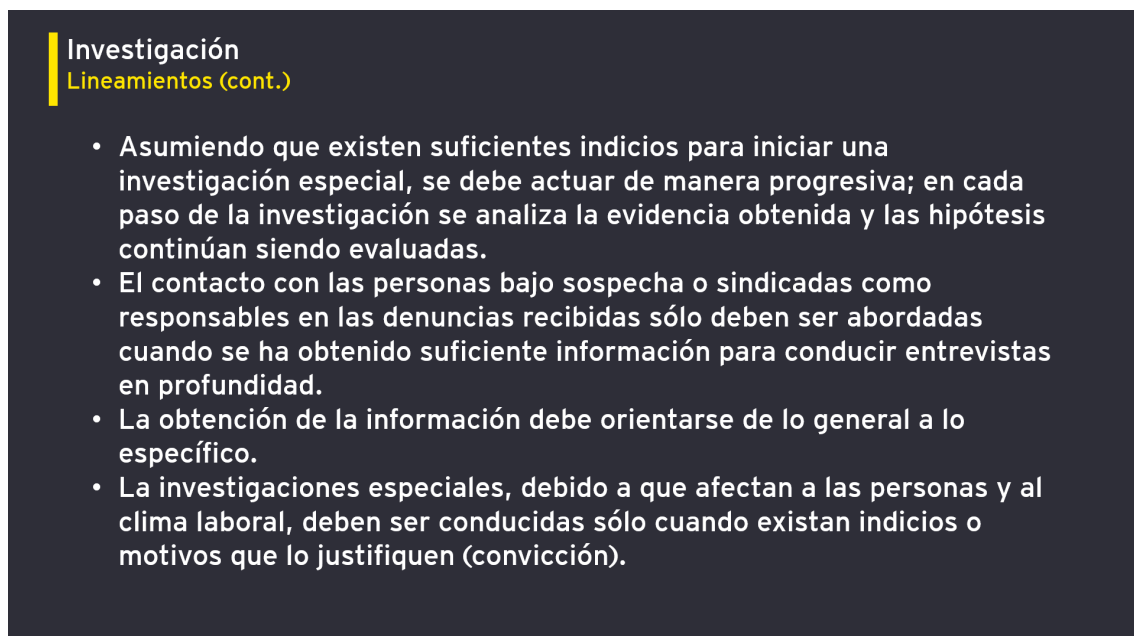 Investigación
Lineamientos (cont.)
• Asumiendo que existen suficientes indicios para iniciar una
investigación especial, se debe actuar de manera progresiva; en cada
paso de la investigación se analiza la evidencia obtenida y las hipótesis
continúan siendo evaluadas.
• El contacto con las personas bajo sospecha o sindicadas como
responsables en las denuncias recibidas sólo deben ser abordadas
cuando se ha obtenido suficiente información para conducir entrevistas
en profundidad.
• La obtención de la información debe orientarse de lo general a lo
específico.
• La investigaciones especiales, debido a que afectan a las personas y al
clima laboral, deben ser conducidas sólo cuando existan indicios o
motivos que lo justifiquen (convicción).